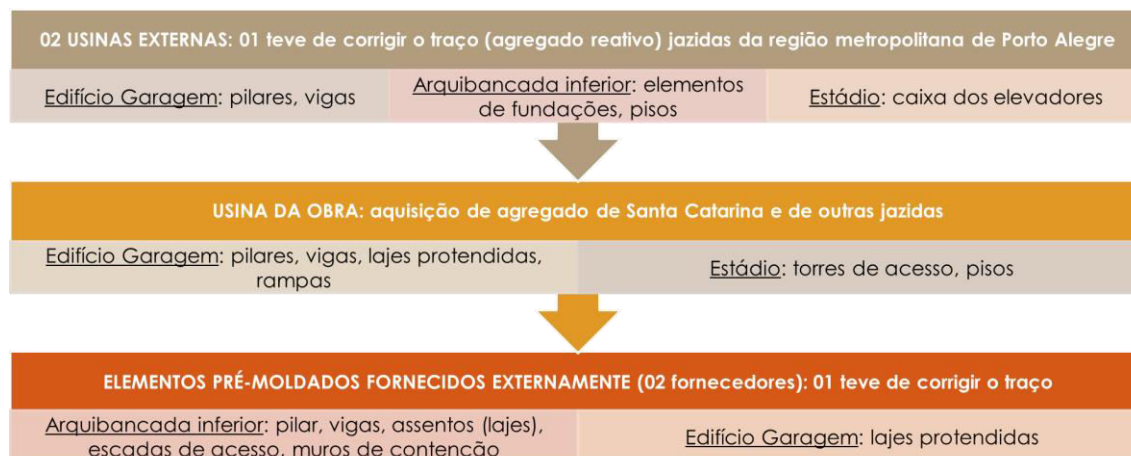 02 USINAS EXTERNAS: 01 teve de corrigir o traço (agregado reativo) jazidas da região metropolitana de Porto Alegre
Edifício Garagem: pilares, vigas
Arquibancada inferior: elementos
de fundações, pisos
Estádio: caixa dos elevadores
USINA DA OBRA: aquisição de agregado de Santa Catarina e de outras jazidas
Edifício Garagem: pilares, vigas, lajes protendidas,
rampas
Estádio: torres de acesso, pisos
ELEMENTOS PRÉ-MOLDADOS FORNECIDOS EXTERNAMENTE (02 fornecedores): 01 teve de corrigir o traço
Arquibancada inferior: pilar, vigas, assentos (lajes),
escadas de acesso, muros de contenção
Edifício Garagem: lajes protendidas